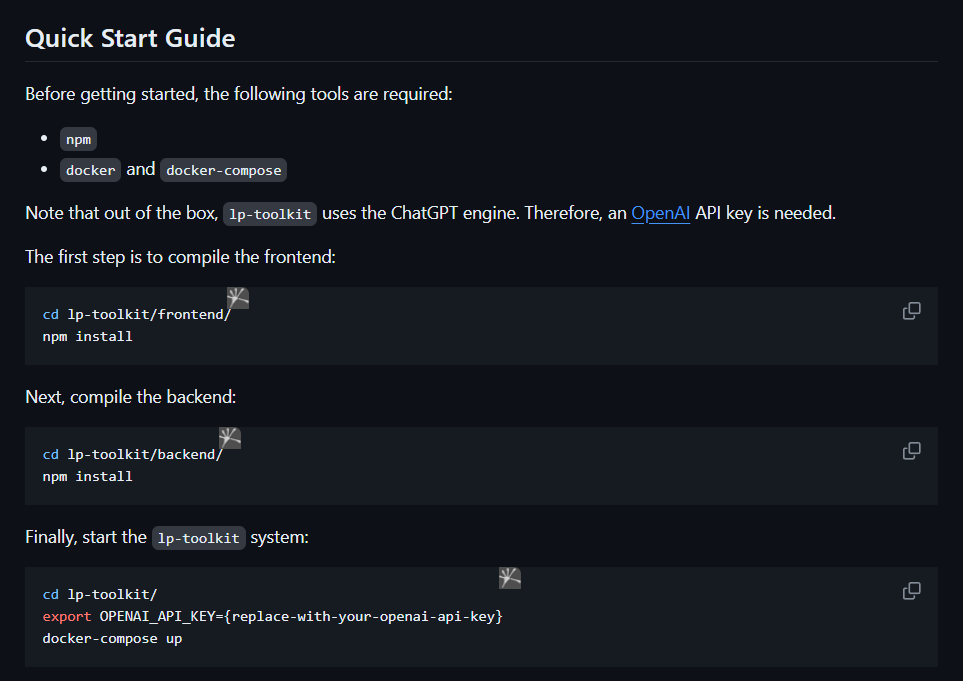 Quick Start Guide
Before getting started, the following tools are required:
npm
docker and docker-compose
Note that out of the box, lp-toolkit uses the ChatGPT engine. Therefore, an OpenAI API key is needed.
The first step is to compile the frontend:
cd lp-toolkit/frontend/
npm install
Next, compile the backend:
cd lp-toolkit/backend/
npm install
Finally, start the lp-toolkit system:
cd lp-toolkit/
export OPENAI_API_KEY={replace-with-your-openai-api-key}
docker-compose up